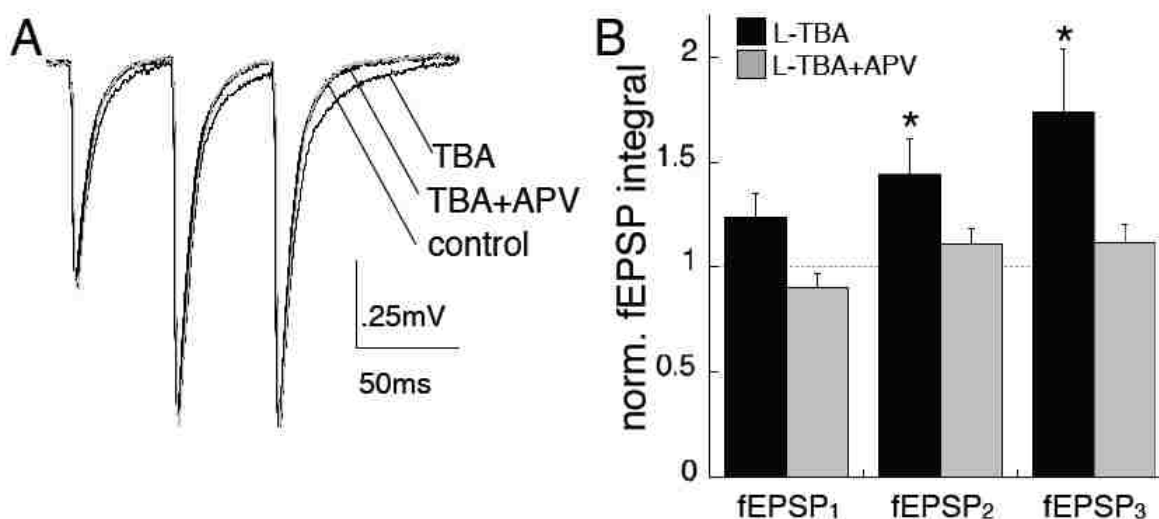 A
TBA
TBA+APV
control
.25mV
50ms
B
L-TBA
L-TBA+APV
*
*
norm. fEPSP integral
2
1.5
1
0.5
0
fEPSP₁
fEPSP₂
fEPSP₃